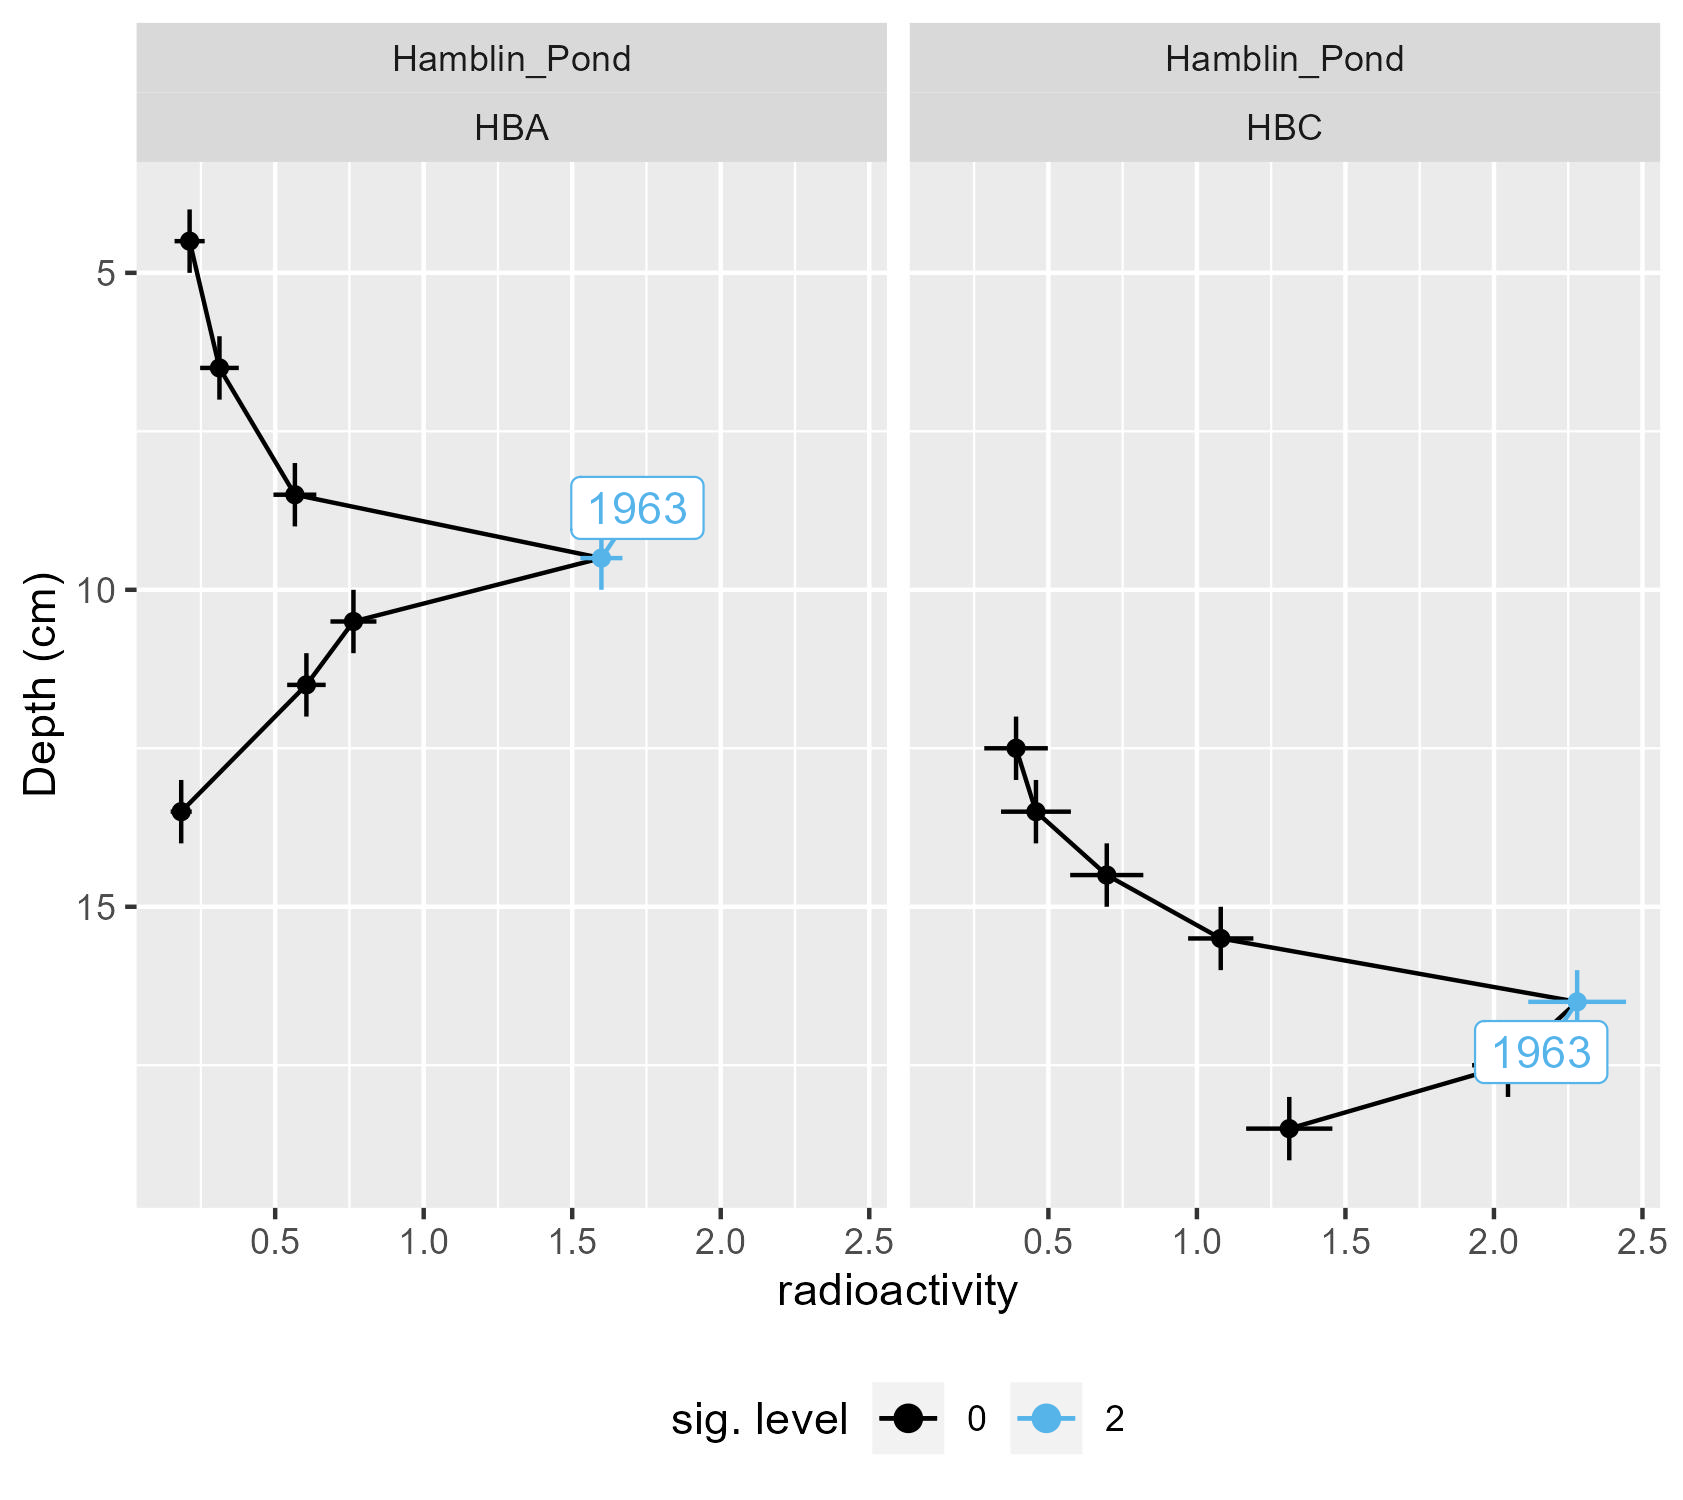 Hamblin_Pond Hamblin_Pond
HBA HBC
1963
1963
Depth (cm)
5
10
15
0.5 1.0 1.5 2.0 2.5 0.5 1.0 1.5 2.0 2.5
radioactivity
sig. level 0 2